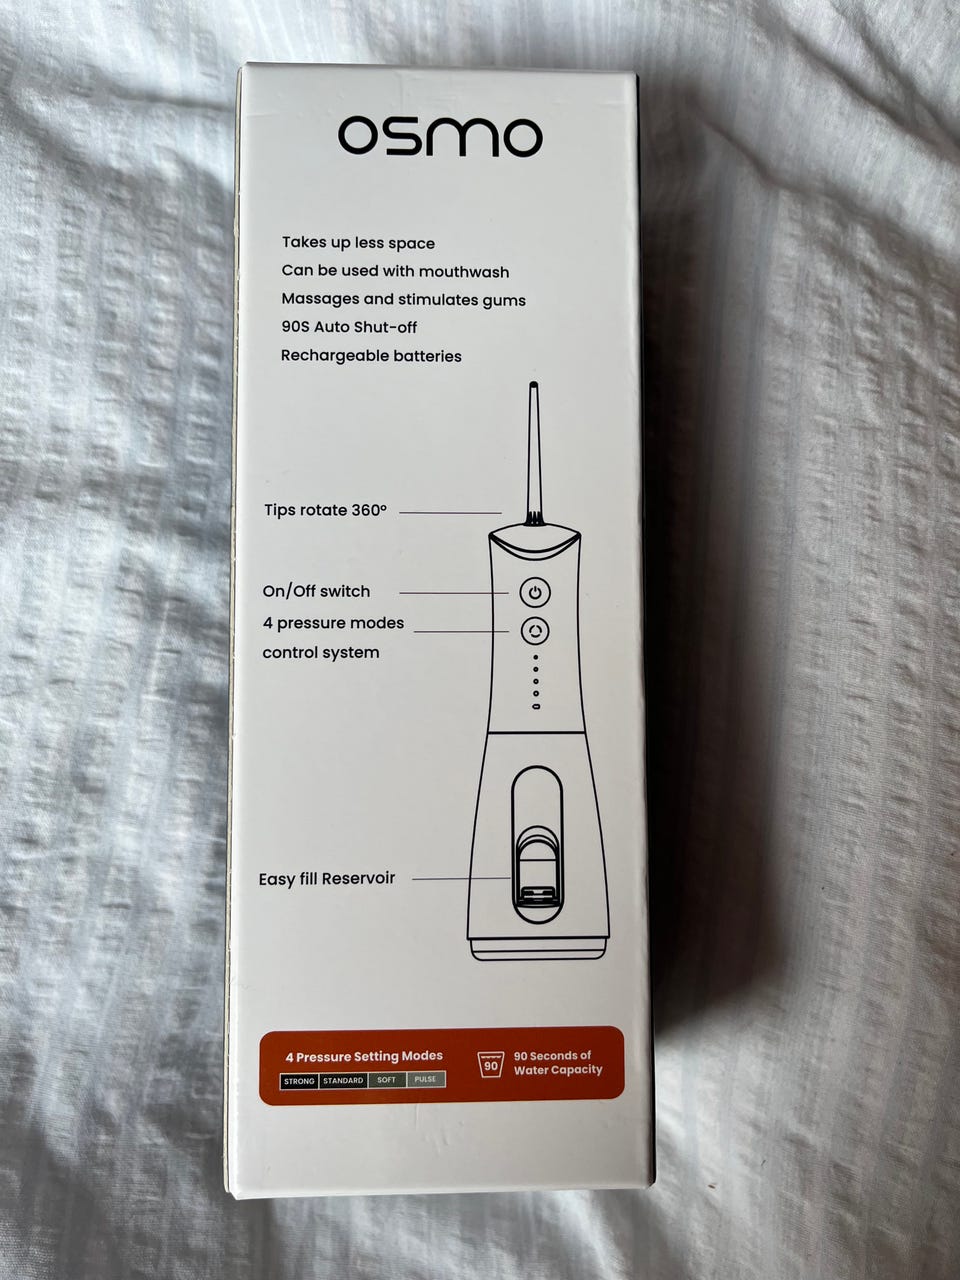 osmo
Takes up less space
Can be used with mouthwash
Massages and stimulates gums
90S Auto Shut-off
Rechargeable batteries
Tips rotate 360°
On/Off switch
4 pressure modes
control system
Easy fill Reservoir
4 Pressure Setting Modes
STRONG STANDARD SOFT PULSE
90
90 Seconds of
Water Capacity